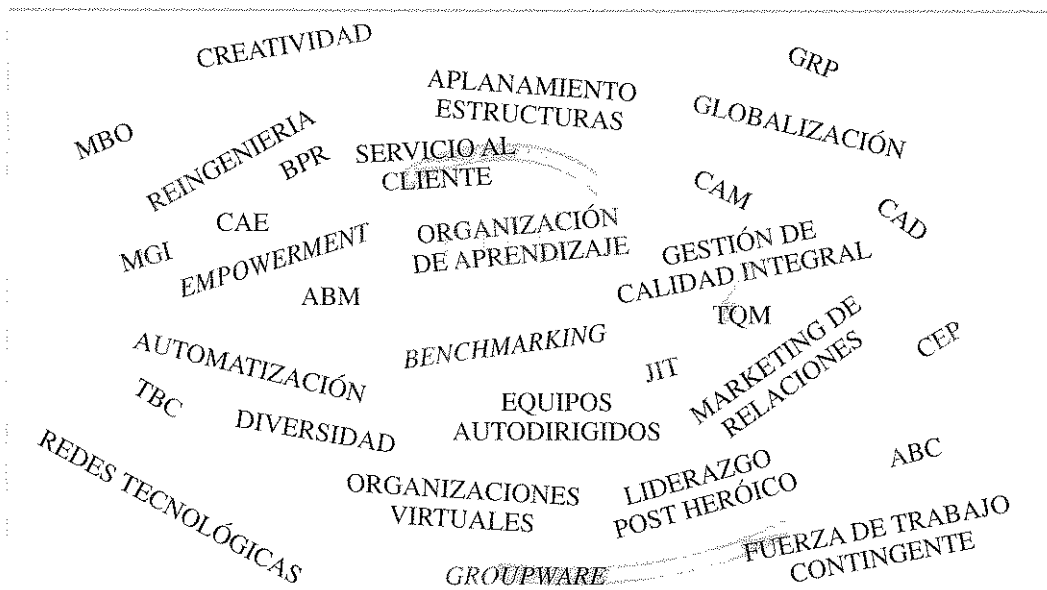 CREATIVIDAD
GRP
APLANAMIENTO
ESTRUCTURAS
GLOBALIZACIÓN
MBO
REINGENIERIA
BPR
SERVICIO AL
CLIENTE
CAM
CAD
CAE
ORGANIZACIÓN
DE APRENDIZAJE
GESTIÓN DE
CALIDAD INTEGRAL
MGI
EMPOWERMENT
ABM
TQM
AUTOMATIZACIÓN
BENCHMARKING
JIT
MARKETING DE
RELACIONES
CEP
TBC
DIVERSIDAD
EQUIPOS
AUTODIRIGIDOS
REDES TECNOLÓGICAS
ORGANIZACIONES
VIRTUALES
LIDERAZGO
POST HERÓICO
ABC
GROUPWARE
FUERZA DE TRABAJO
CONTINGENTE